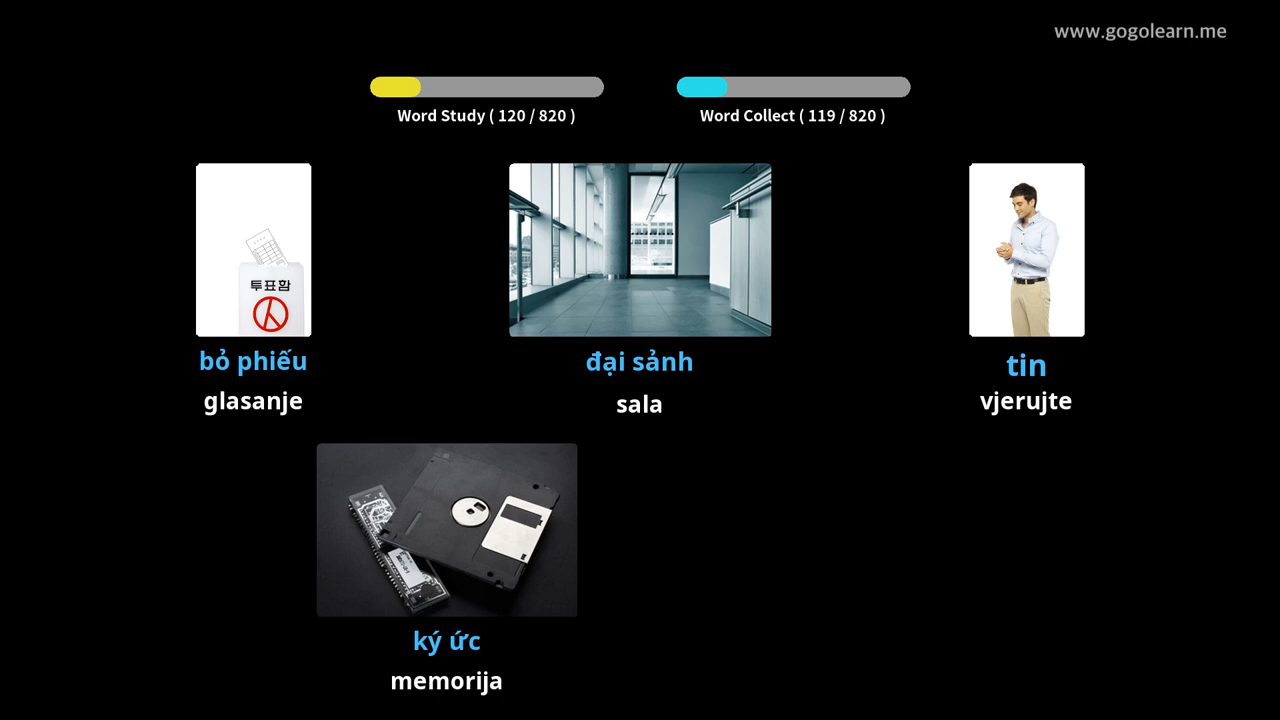 www.gogolearn.me
Word Study ( 120 / 820 )
Word Collect ( 119 / 820 )
투표함
bỏ phiếu
glasanje
đại sảnh
sala
tin
vjerujte
ký ức
memorija